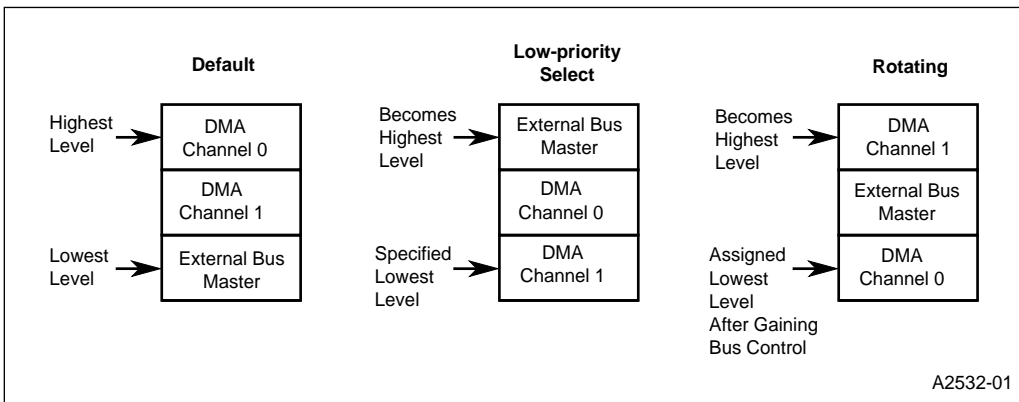 Default
Highest
Level
DMA
Channel 0
DMA
Channel 1
Lowest
Level
External Bus
Master
Low-priority
Select
Becomes
Highest
Level
External Bus
Master
DMA
Channel 0
Specified
Lowest
Level
DMA
Channel 1
Rotating
Becomes
Highest
Level
DMA
Channel 1
External Bus
Master
Assigned
Lowest
Level
After Gaining
Bus Control
DMA
Channel 0
A2532-01